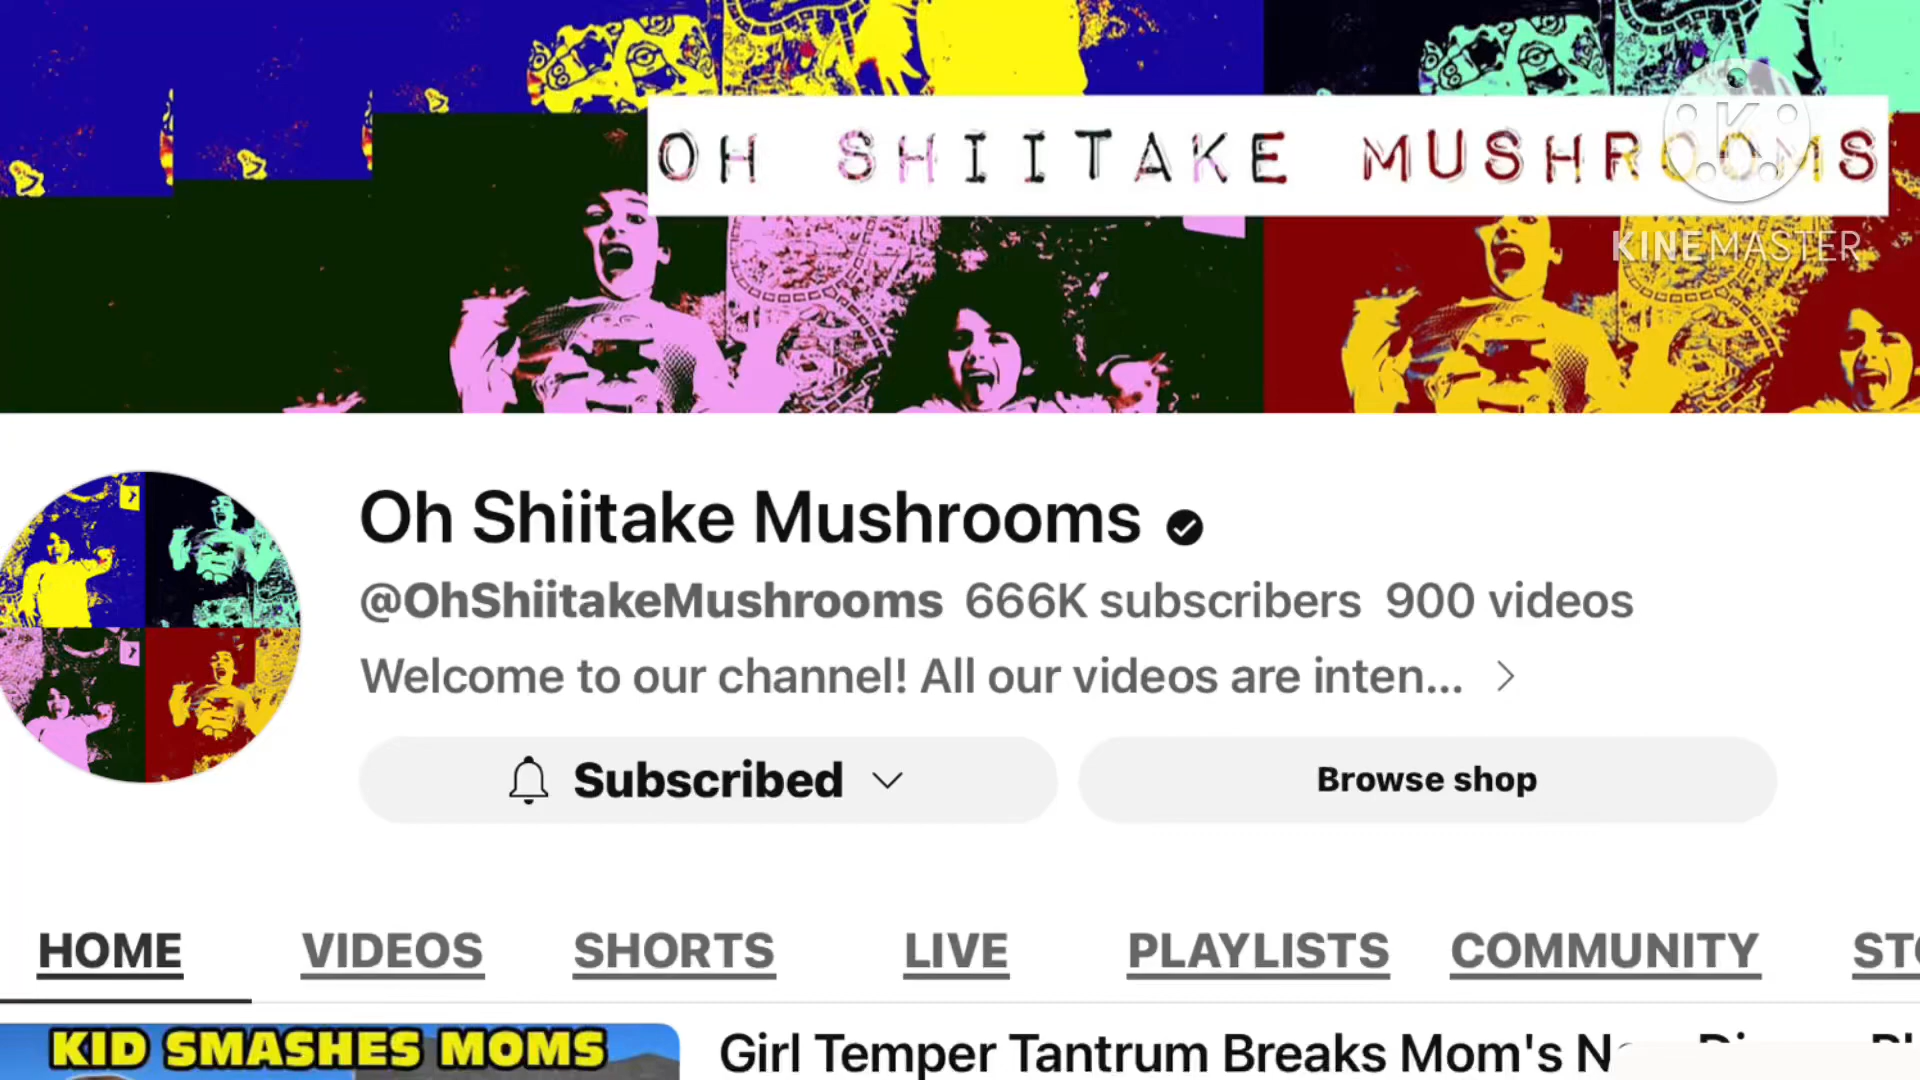 OH SHIITAKE MUSHROOMS
KINEMASTER
Oh Shiitake Mushrooms
@OhShiitakeMushrooms 666K subscribers 900 videos
Welcome to our channel! All our videos are inten...
Subscribed
Browse shop
HOME VIDEOS SHORTS LIVE PLAYLISTS COMMUNITY
KID SMASHES MOMS
Girl Temper Tantrum Breaks Mom's